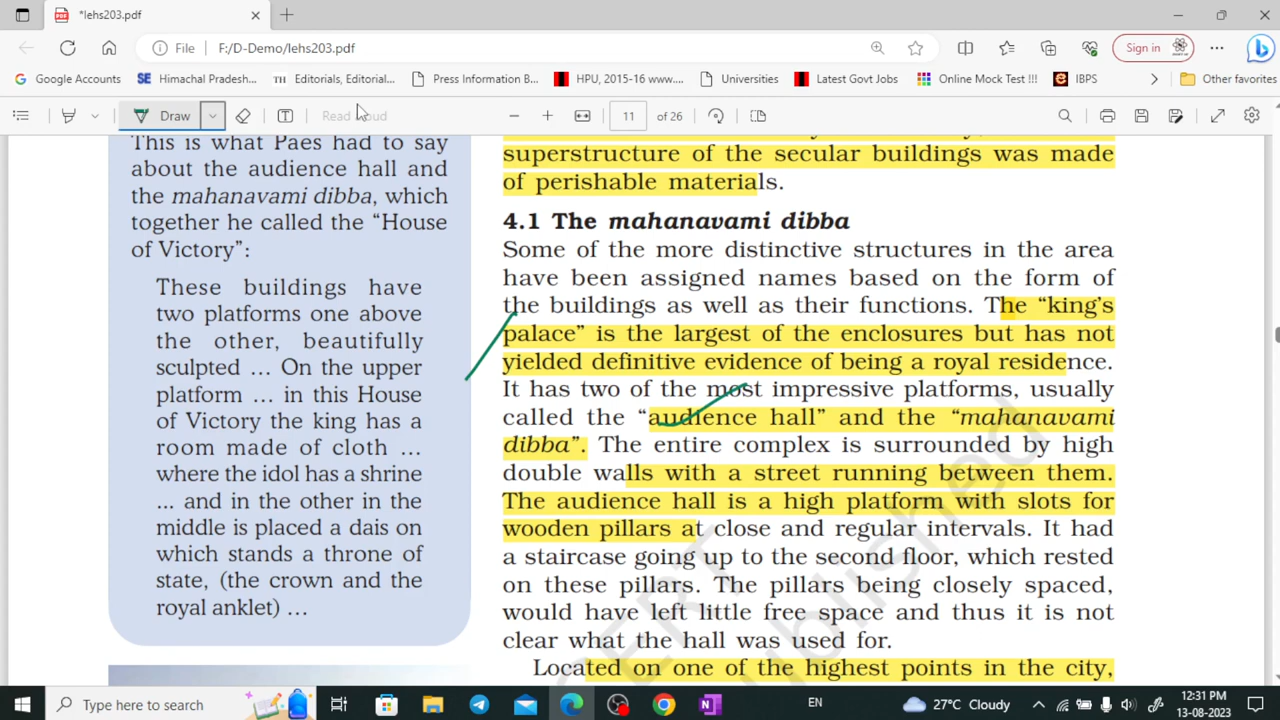 *lehs203.pdf
File F:/D-Demo/lehs203.pdf
Sign in
Google Accounts
SE Himachal Pradesh...
TH Editorials, Editorial...
Press Information B...
HPU, 2015-16 www....
Universities
Latest Govt Jobs
Online Mock Test !!!
IBPS
Other favorites
Draw
11 of 26
This is what Paes had to say
about the audience hall and
the mahanavami dibba, which
together he called the “House
of Victory”:
These buildings have
two platforms one above
the other, beautifully
sculpted … On the upper
platform … in this House
of Victory the king has a
room made of cloth …
where the idol has a shrine
... and in the other in the
middle is placed a dais on
which stands a throne of
state, (the crown and the
royal anklet) …
superstructure of the secular buildings was made
of perishable materials.
4.1 The mahanavami dibba
Some of the more distinctive structures in the area
have been assigned names based on the form of
the buildings as well as their functions. The “king’s
palace” is the largest of the enclosures but has not
yielded definitive evidence of being a royal residence.
It has two of the most impressive platforms, usually
called the “audience hall” and the “mahanavami
dibba”. The entire complex is surrounded by high
double walls with a street running between them.
The audience hall is a high platform with slots for
wooden pillars at close and regular intervals. It had
a staircase going up to the second floor, which rested
on these pillars. The pillars being closely spaced,
would have left little free space and thus it is not
clear what the hall was used for.
Located on one of the highest points in the city,
Type here to search
27°C Cloudy
EN
12:31 PM
13-08-2023